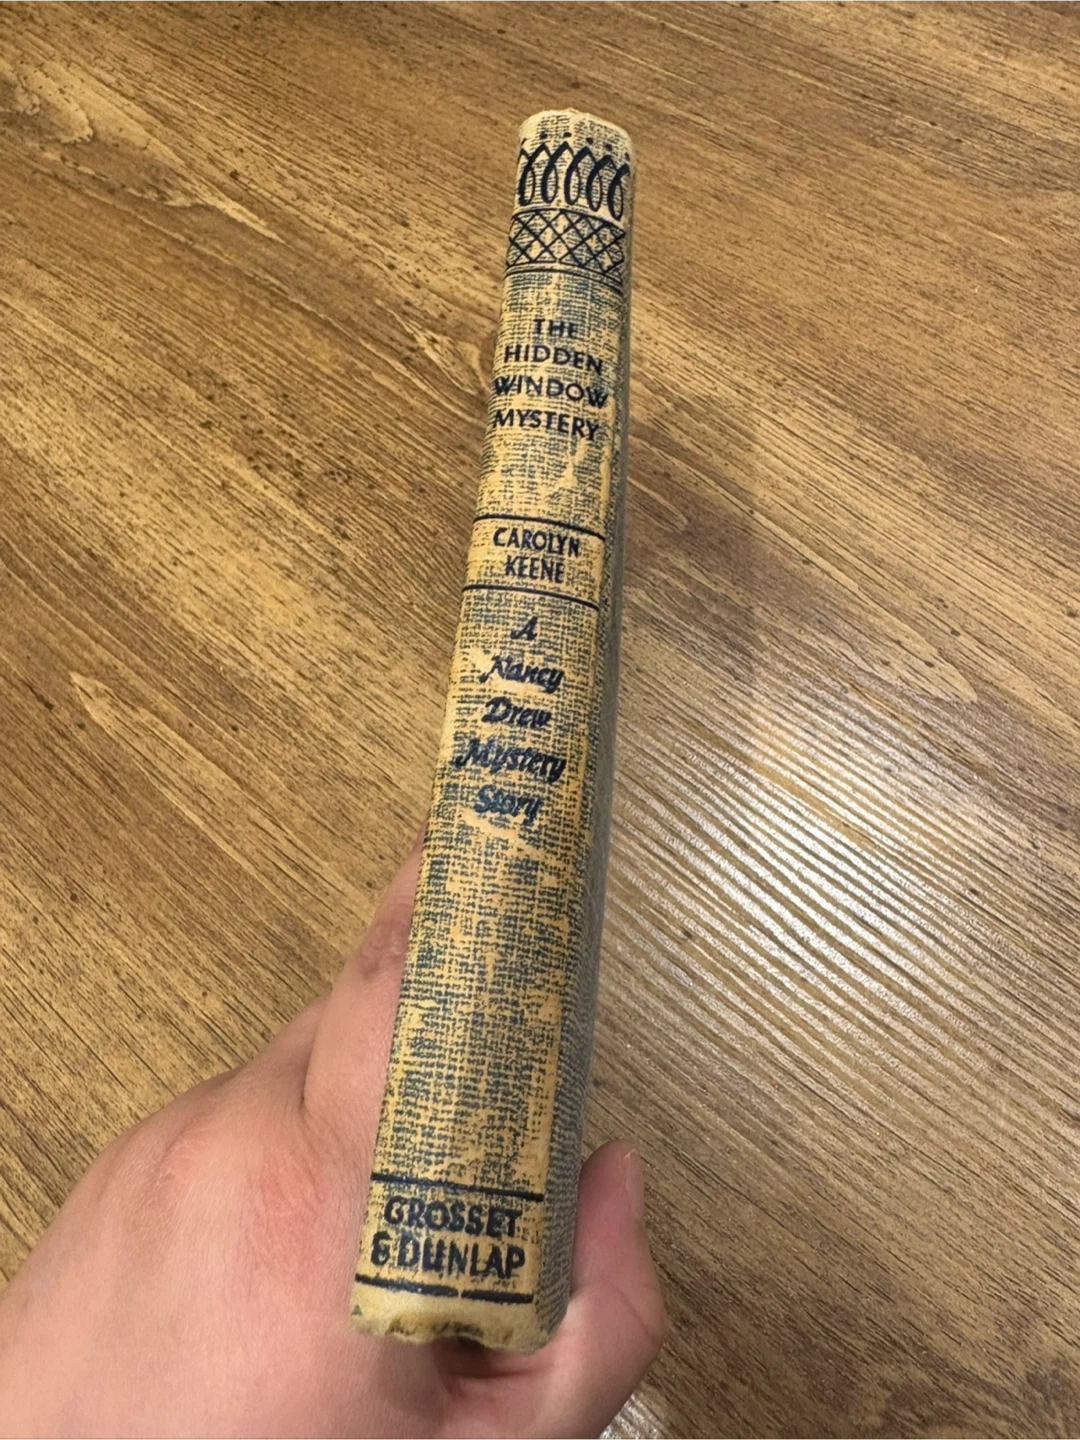 THE
HIDDEN
WINDOW
MYSTERY
CAROLYN
KEENE
A
Nancy
Drew
Mystery
Story
GROSSET
& DUNLAP